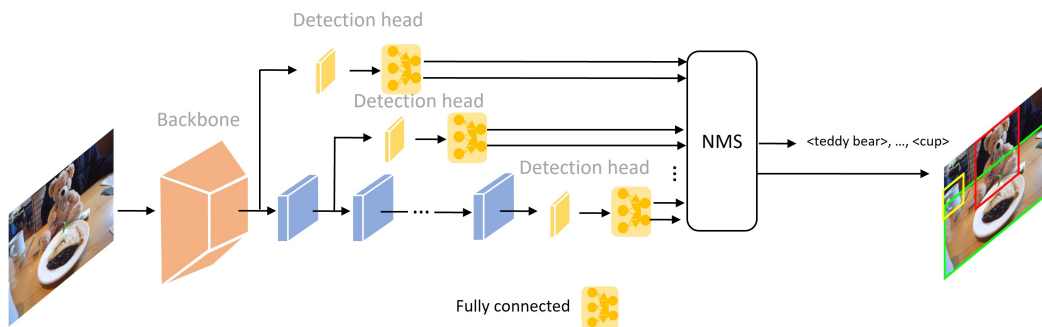 Detection head
Detection head
Backbone
Detection head
NMS
<teddy bear>, ..., <cup>
...
⋮
Fully connected